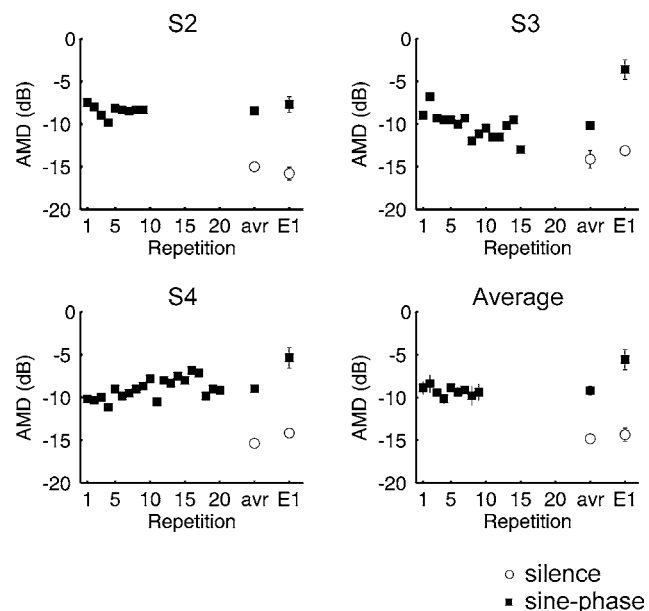 S2
0
-5
-10
-15
-20
AMD (dB)
1 5 10 15 20 avr E1
Repetition
S3
0
-5
-10
-15
-20
AMD (dB)
1 5 10 15 20 avr E1
Repetition
S4
0
-5
-10
-15
-20
AMD (dB)
1 5 10 15 20 avr E1
Repetition
Average
0
-5
-10
-15
-20
AMD (dB)
1 5 10 15 20 avr E1
Repetition
silence
sine-phase